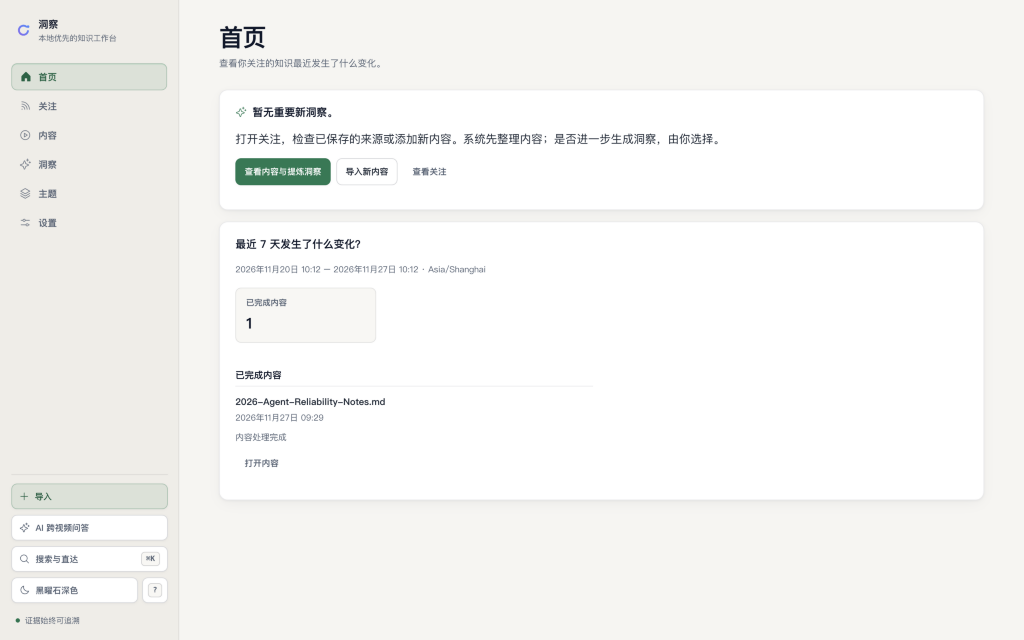 洞察
本地优先的知识工作台
首页
关注
内容
洞察
主题
设置
导入
AI 跨视频问答
搜索与直达 ⌘K
黑曜石深色 ?
证据始终可追溯
首页
查看你关注的知识最近发生了什么变化。
暂无重要新洞察。
打开关注，检查已保存的来源或添加新内容。系统先整理内容；是否进一步生成洞察，由你选择。
查看内容与提炼洞察 导入新内容 查看关注
最近 7 天发生了什么变化？
2026年11月20日 10:12 — 2026年11月27日 10:12 · Asia/Shanghai
已完成内容
1
已完成内容
2026-Agent-Reliability-Notes.md
2026年11月27日 09:29
内容处理完成
打开内容